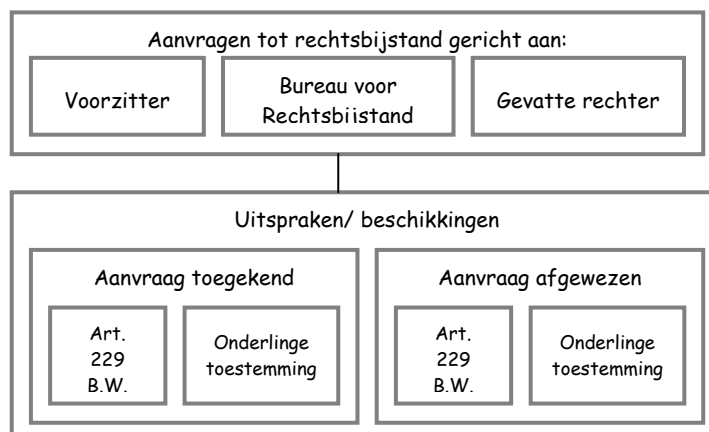 Aanvragen tot rechtsbijstand gericht aan:
Voorzitter
Bureau voor
Rechtsbijstand
Gevatte rechter
Uitspraken/ beschikkingen
Aanvraag toegekend
Art.
229
B.W.
Onderlinge
toestemming
Aanvraag afgewezen
Art.
229
B.W.
Onderlinge
toestemming